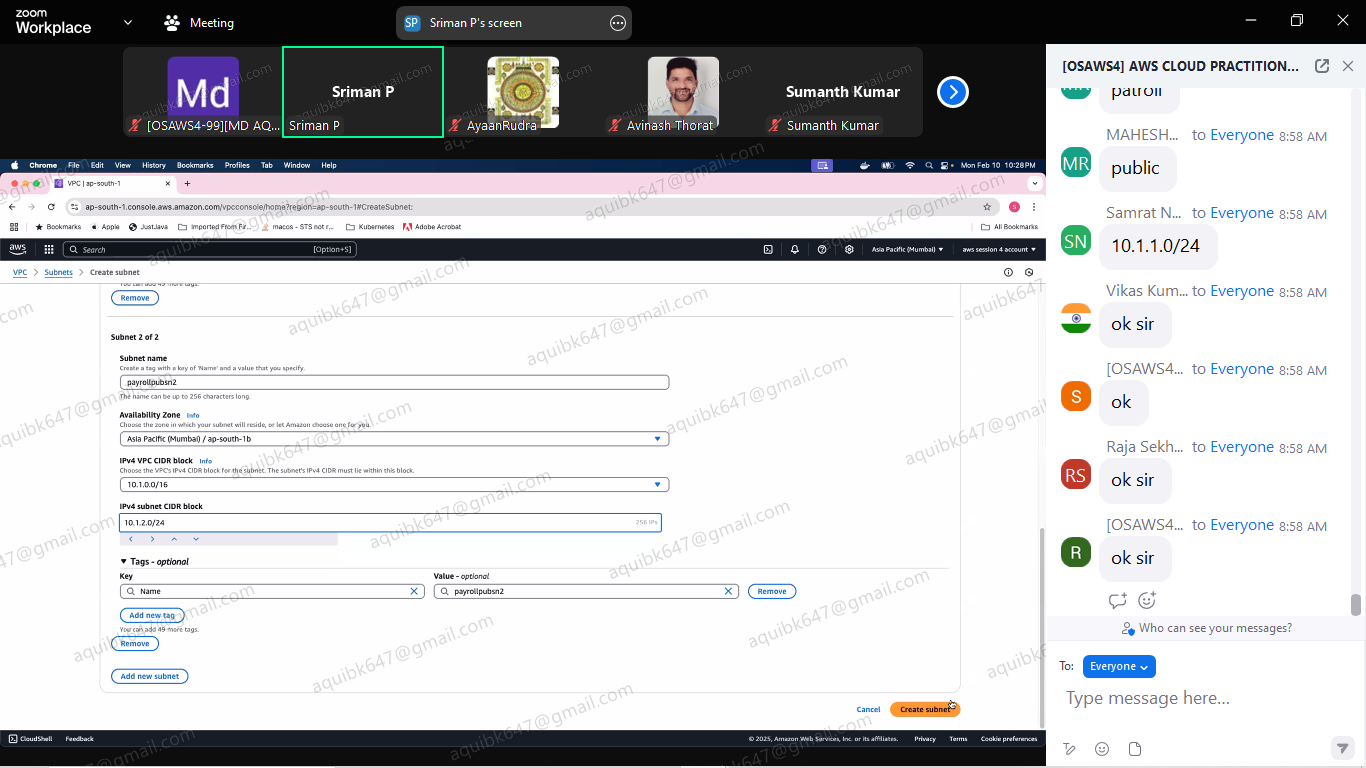 zoom
Workplace
Meeting
SP Sriman P's screen
Md
[OSAWS4-99][MD AQ...
Sriman P
Sriman P
AyaanRudra
Avinash Thorat
Sumanth Kumar
Sumanth Kumar
Chrome File Edit View History Bookmarks Profiles Tab Window Help
Mon Feb 10 10:28 PM
VPC | ap-south-1
ap-south-1.console.aws.amazon.com/vpcconsole/home?region=ap-south-1#CreateSubnet:
S
Bookmarks Apple JustJava Imported From Fir... macos - STS not r... Kubernetes Adobe Acrobat All Bookmarks
aws Search [Option+S] Asia Pacific (Mumbai) aws session 4 account
VPC > Subnets > Create subnet
You can add 49 more tags.
Remove
Subnet 2 of 2
Subnet name
Create a tag with a key of 'Name' and a value that you specify.
payrollpubsn2
The name can be up to 256 characters long.
Availability Zone Info
Choose the zone in which your subnet will reside, or let Amazon choose one for you.
Asia Pacific (Mumbai) / ap-south-1b
IPv4 VPC CIDR block Info
Choose the VPC's IPv4 CIDR block for the subnet. The subnet's IPv4 CIDR must lie within this block.
10.1.0.0/16
IPv4 subnet CIDR block
10.1.2.0/24 256 IPs
Tags - optional
Key Value - optional
Name payrollpubsn2 Remove
Add new tag
You can add 49 more tags.
Remove
Add new subnet
Cancel Create subnet
CloudShell Feedback © 2025, Amazon Web Services, Inc. or its affiliates. Privacy Terms Cookie preferences
aquibk647@gmail.com
[OSAWS4] AWS CLOUD PRACTITION...
patroll
MAHESH... to Everyone 8:58 AM
MR public
Samrat N... to Everyone 8:58 AM
SN 10.1.1.0/24
Vikas Kum... to Everyone 8:58 AM
ok sir
[OSAWS4... to Everyone 8:58 AM
S ok
Raja Sekh... to Everyone 8:58 AM
RS ok sir
[OSAWS4... to Everyone 8:58 AM
R ok sir
Who can see your messages?
To: Everyone
Type message here...